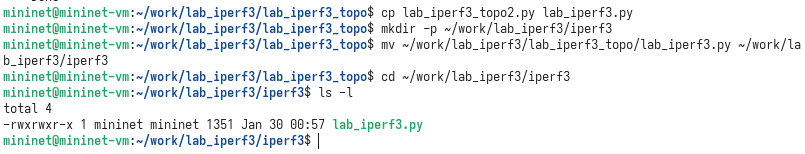 mininet@mininet-vm:~/work/lab_iperf3/lab_iperf3_topo$ cp lab_iperf3_topo2.py lab_iperf3.py
mininet@mininet-vm:~/work/lab_iperf3/lab_iperf3_topo$ mkdir -p ~/work/lab_iperf3/iperf3
mininet@mininet-vm:~/work/lab_iperf3/lab_iperf3_topo$ mv ~/work/lab_iperf3/lab_iperf3_topo/lab_iperf3.py ~/work/la
b_iperf3/iperf3
mininet@mininet-vm:~/work/lab_iperf3/lab_iperf3_topo$ cd ~/work/lab_iperf3/iperf3
mininet@mininet-vm:~/work/lab_iperf3/iperf3$ ls -l
total 4
-rwxrwxr-x 1 mininet mininet 1351 Jan 30 00:57 lab_iperf3.py
mininet@mininet-vm:~/work/lab_iperf3/iperf3$